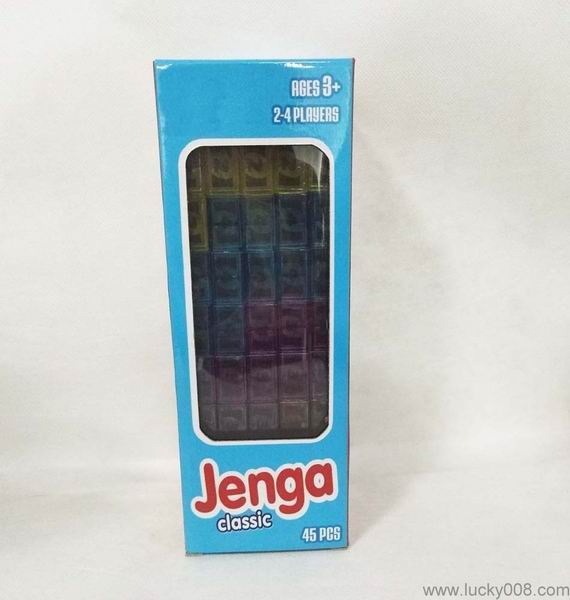 AGES 3+
2-4 PLAYERS
Jenga
classic
45 PCS
www.lucky008.com